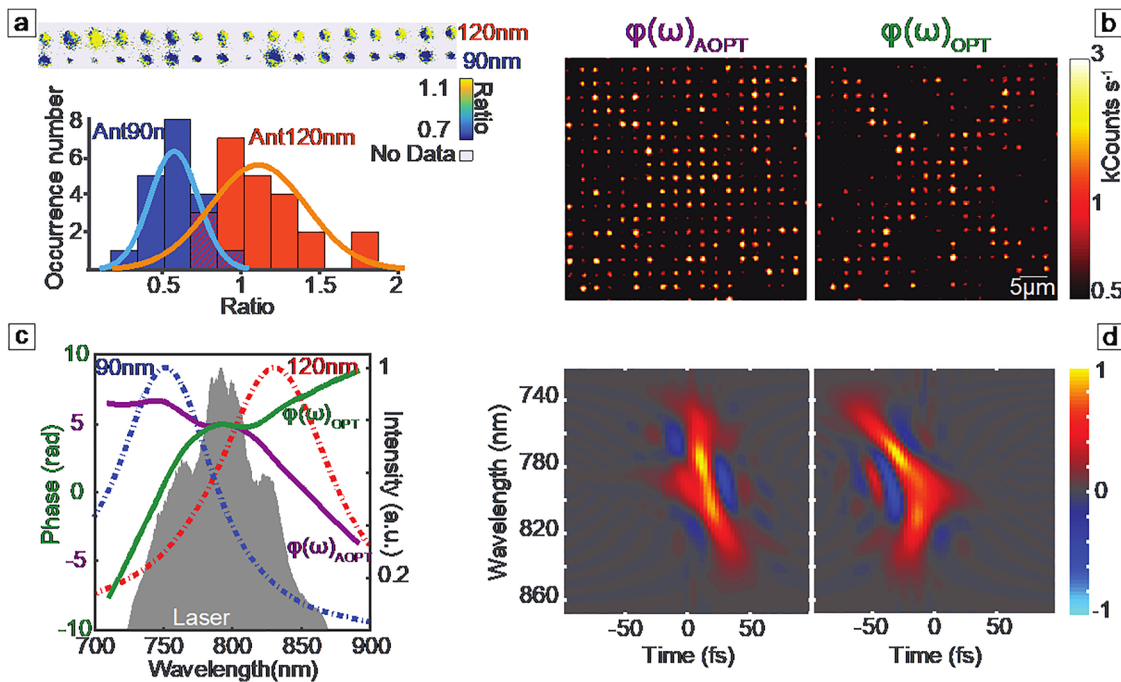 a
120nm
90nm
1.1
0.7
Ratio
No Data
Occurrence number
8
6
4
2
Ant90n
Ant120nm
0.5
1
1.5
2
Ratio
b
φ(ω)AOPT
φ(ω)OPT
3
1
0.5
kCounts s-1
5µm
c
10
5
0
-5
-10
Phase (rad)
90nm
120nm
φ(ω)OPT
φ(ω)AOPT
Laser
1
0.2
Intensity (a.u.)
700
750
800
850
900
Wavelength(nm)
d
740
780
820
860
Wavelength (nm)
-50
0
50
Time (fs)
-50
0
50
Time (fs)
1
0
-1